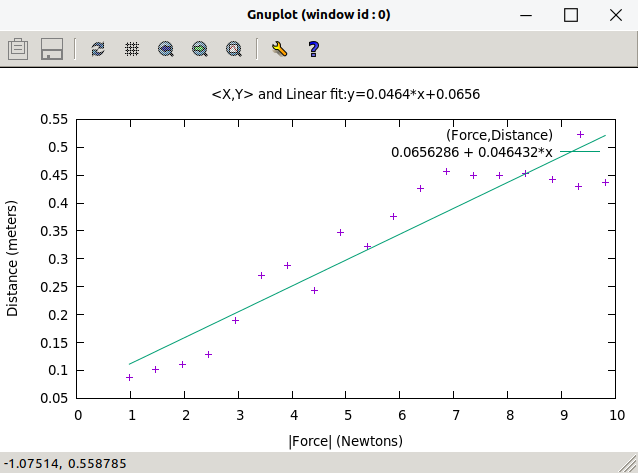 Gnuplot (window id : 0)
<X,Y> and Linear fit:y=0.0464*x+0.0656
(Force,Distance)
0.0656286 + 0.046432*x
Distance (meters)
0.55
0.5
0.45
0.4
0.35
0.3
0.25
0.2
0.15
0.1
0.05
0 1 2 3 4 5 6 7 8 9 10
|Force| (Newtons)
-1.07514, 0.558785